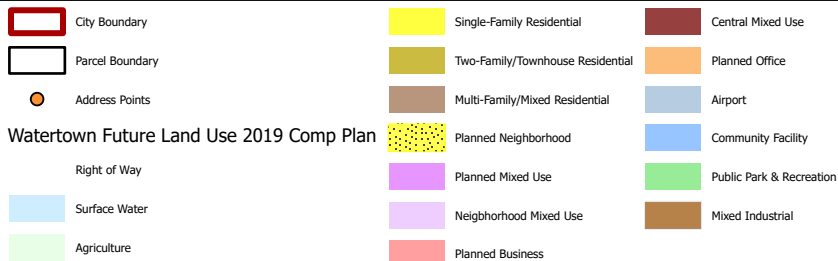 City Boundary
Parcel Boundary
Address Points
Watertown Future Land Use 2019 Comp Plan
Right of Way
Surface Water
Agriculture
Single-Family Residential
Two-Family/Townhouse Residential
Multi-Family/Mixed Residential
Planned Neighborhood
Planned Mixed Use
Neigbhorhood Mixed Use
Planned Business
Central Mixed Use
Planned Office
Airport
Community Facility
Public Park & Recreation
Mixed Industrial